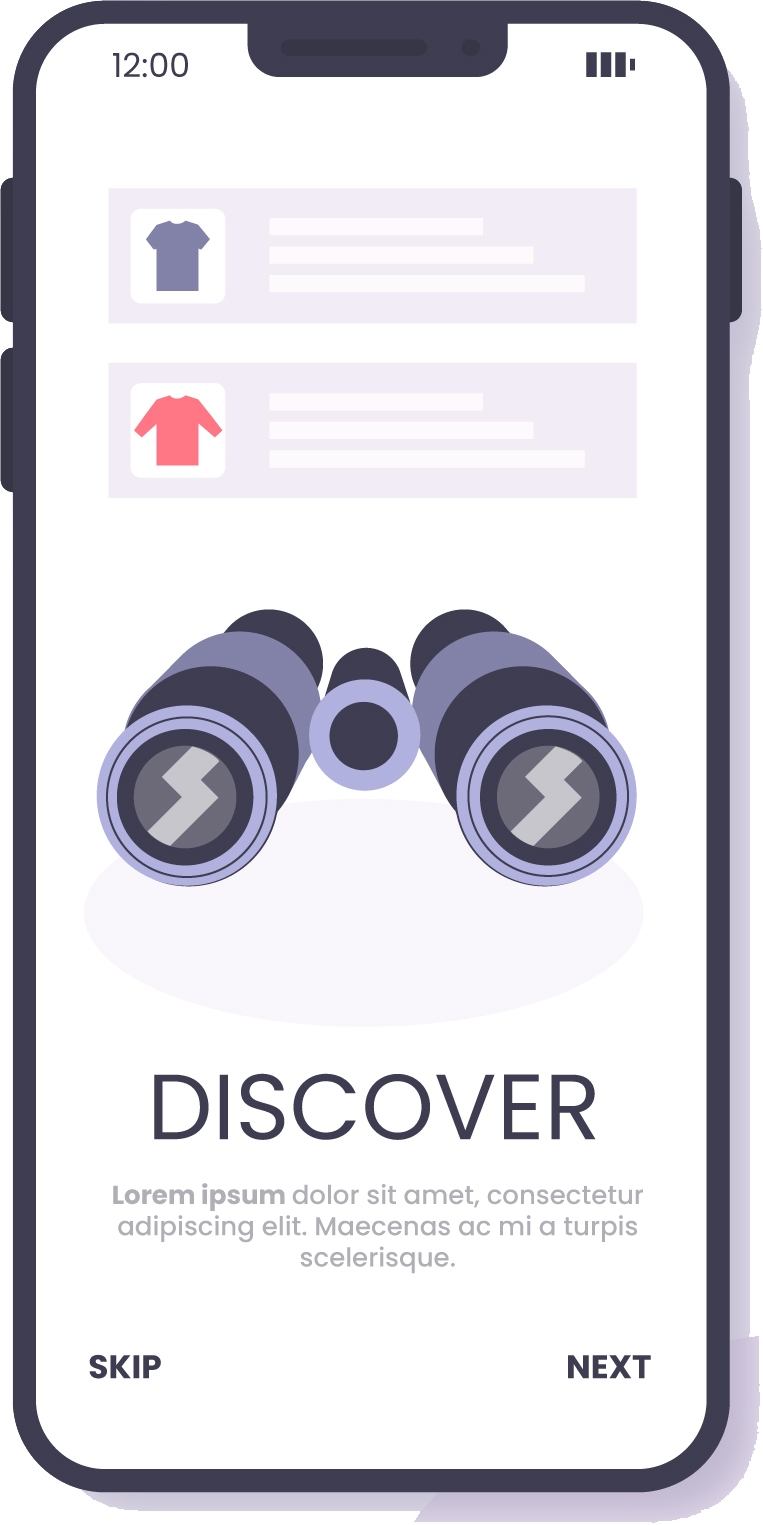 12:00
DISCOVER
Lorem ipsum dolor sit amet, consectetur
adipiscing elit. Maecenas ac mi a turpis
scelerisque.
SKIP NEXT